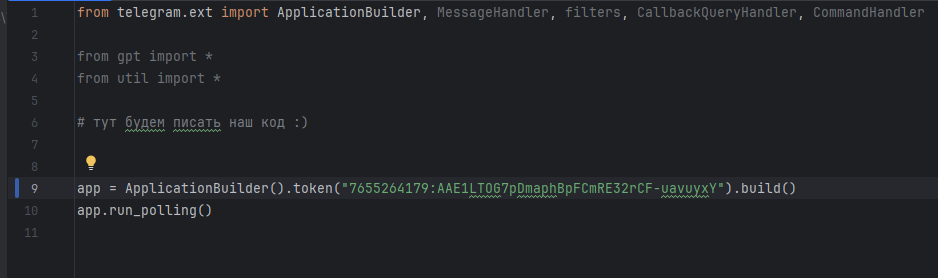 1 from telegram.ext import ApplicationBuilder, MessageHandler, filters, CallbackQueryHandler, CommandHandler
2
3 from gpt import *
4 from util import *
5
6 # тут будем писать наш код :)
7
8
9 app = ApplicationBuilder().token("7655264179:AAE1LTOG7pDmaphBpFCmRE32rCF-uavuyxY").build()
10 app.run_polling()
11